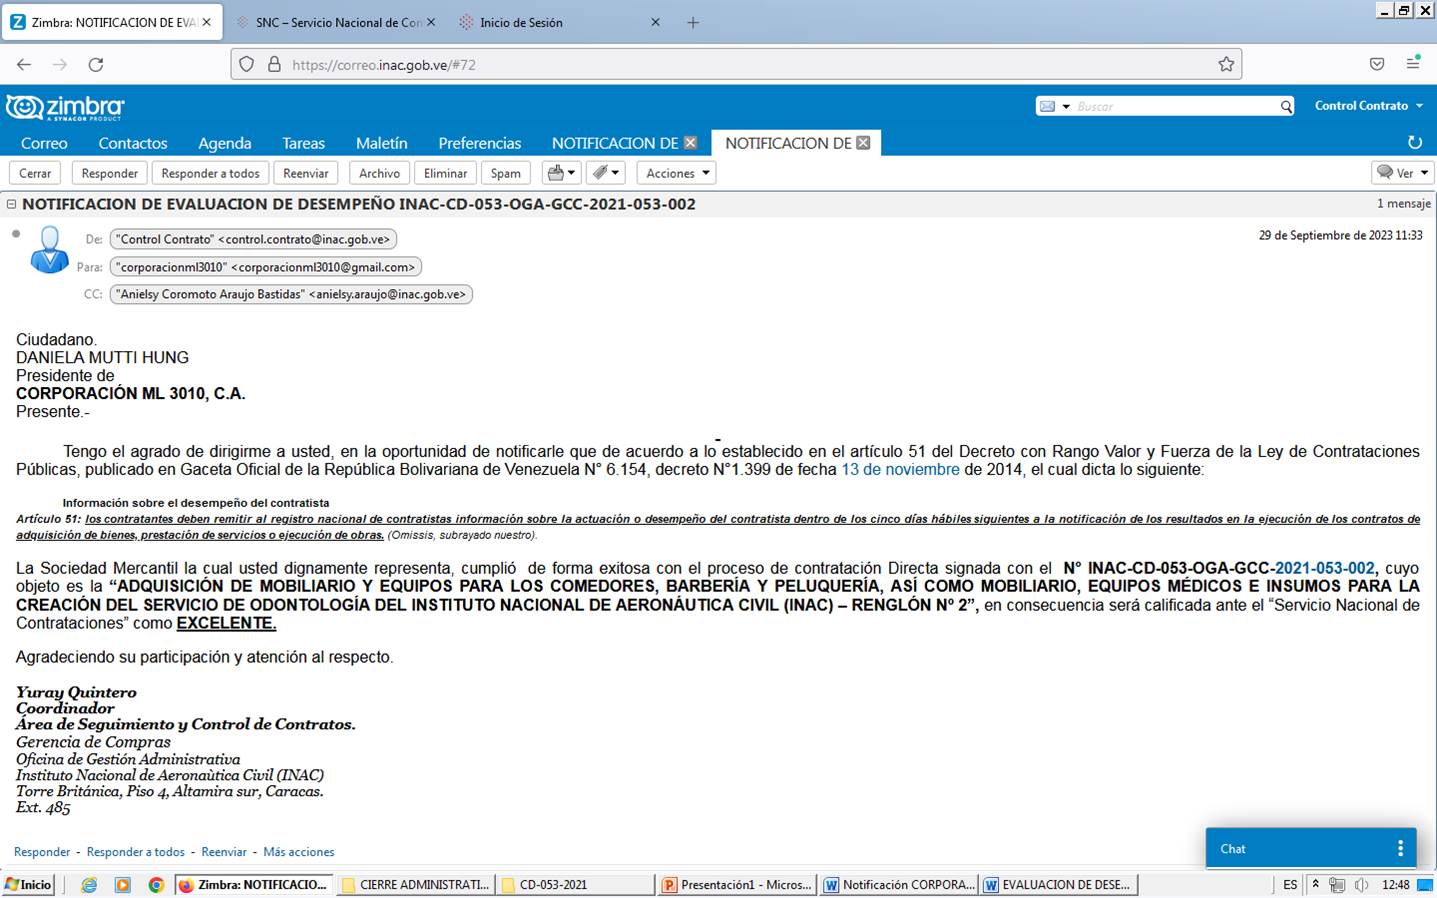 Zimbra: NOTIFICACION DE EVA
SNC – Servicio Nacional de Con
Inicio de Sesión
https://correo.inac.gob.ve/#72
zimbra
A SYNACOR PRODUCT
Buscar
Control Contrato
Correo Contactos Agenda Tareas Maletín Preferencias NOTIFICACION DE NOTIFICACION DE
Cerrar Responder Responder a todos Reenviar Archivo Eliminar Spam Acciones Ver
NOTIFICACION DE EVALUACION DE DESEMPEÑO INAC-CD-053-OGA-GCC-2021-053-002 1 mensaje
De: "Control Contrato" <control.contrato@inac.gob.ve> 29 de Septiembre de 2023 11:33
Para: "corporacionml3010" <corporacionml3010@gmail.com>
CC: "Anielsy Coromoto Araujo Bastidas" <anielsy.araujo@inac.gob.ve>
Ciudadano.
DANIELA MUTTI HUNG
Presidente de
CORPORACIÓN ML 3010, C.A.
Presente.-
Tengo el agrado de dirigirme a usted, en la oportunidad de notificarle que de acuerdo a lo establecido en el artículo 51 del Decreto con Rango Valor y Fuerza de la Ley de Contrataciones
Públicas, publicado en Gaceta Oficial de la República Bolivariana de Venezuela N° 6.154, decreto N°1.399 de fecha 13 de noviembre de 2014, el cual dicta lo siguiente:
Información sobre el desempeño del contratista
Artículo 51: los contratantes deben remitir al registro nacional de contratistas información sobre la actuación o desempeño del contratista dentro de los cinco días hábiles siguientes a la notificación de los resultados en la ejecución de los contratos de
adquisición de bienes, prestación de servicios o ejecución de obras. (Omissis, subrayado nuestro).
La Sociedad Mercantil la cual usted dignamente representa, cumplió de forma exitosa con el proceso de contratación Directa signada con el N° INAC-CD-053-OGA-GCC-2021-053-002, cuyo
objeto es la “ADQUISICIÓN DE MOBILIARIO Y EQUIPOS PARA LOS COMEDORES, BARBERÍA Y PELUQUERÍA, ASÍ COMO MOBILIARIO, EQUIPOS MÉDICOS E INSUMOS PARA LA
CREACIÓN DEL SERVICIO DE ODONTOLOGÍA DEL INSTITUTO NACIONAL DE AERONÁUTICA CIVIL (INAC) – RENGLÓN Nº 2”, en consecuencia será calificada ante el “Servicio Nacional de
Contrataciones” como EXCELENTE.
Agradeciendo su participación y atención al respecto.
Yuray Quintero
Coordinador
Área de Seguimiento y Control de Contratos.
Gerencia de Compras
Oficina de Gestión Administrativa
Instituto Nacional de Aeronaùtica Civil (INAC)
Torre Británica, Piso 4, Altamira sur, Caracas.
Ext. 485
Responder - Responder a todos - Reenviar - Más acciones
Chat
Inicio Zimbra: NOTIFICACIO... CIERRE ADMINISTRATI... CD-053-2021 Presentación1 - Micros... Notificación CORPORA... EVALUACION DE DESE... ES 12:48